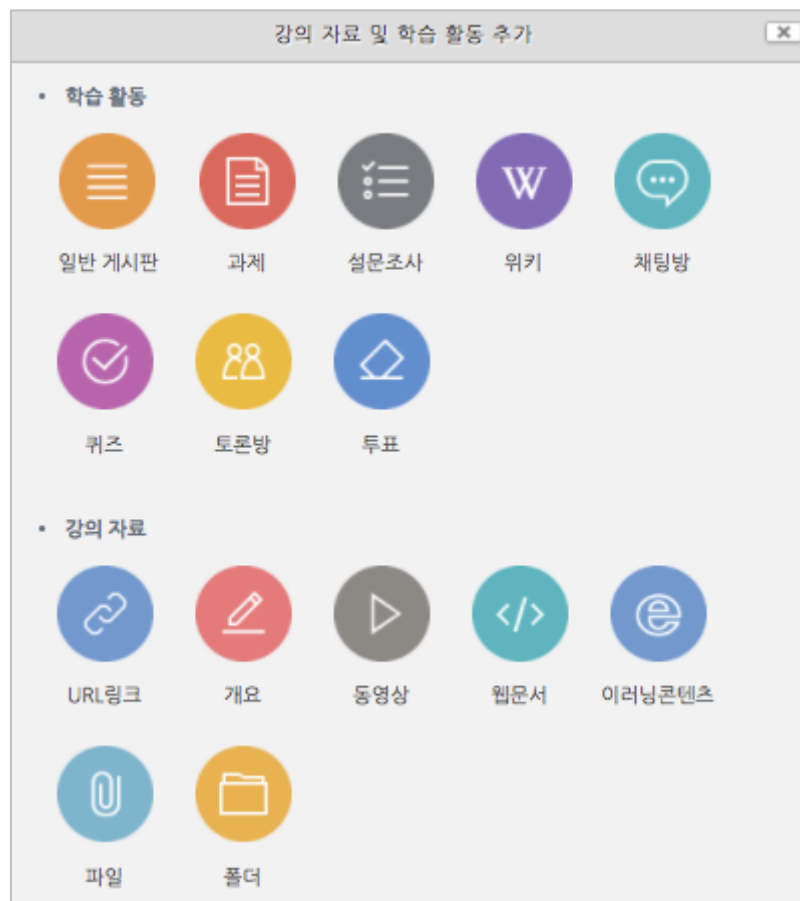 강의 자료 및 학습 활동 추가
• 학습 활동
W
일반 게시판 과제 설문조사 위키 채팅방
퀴즈 토론방 투표
• 강의 자료
</> e
URL링크 개요 동영상 웹문서 이러닝콘텐츠
파일 폴더